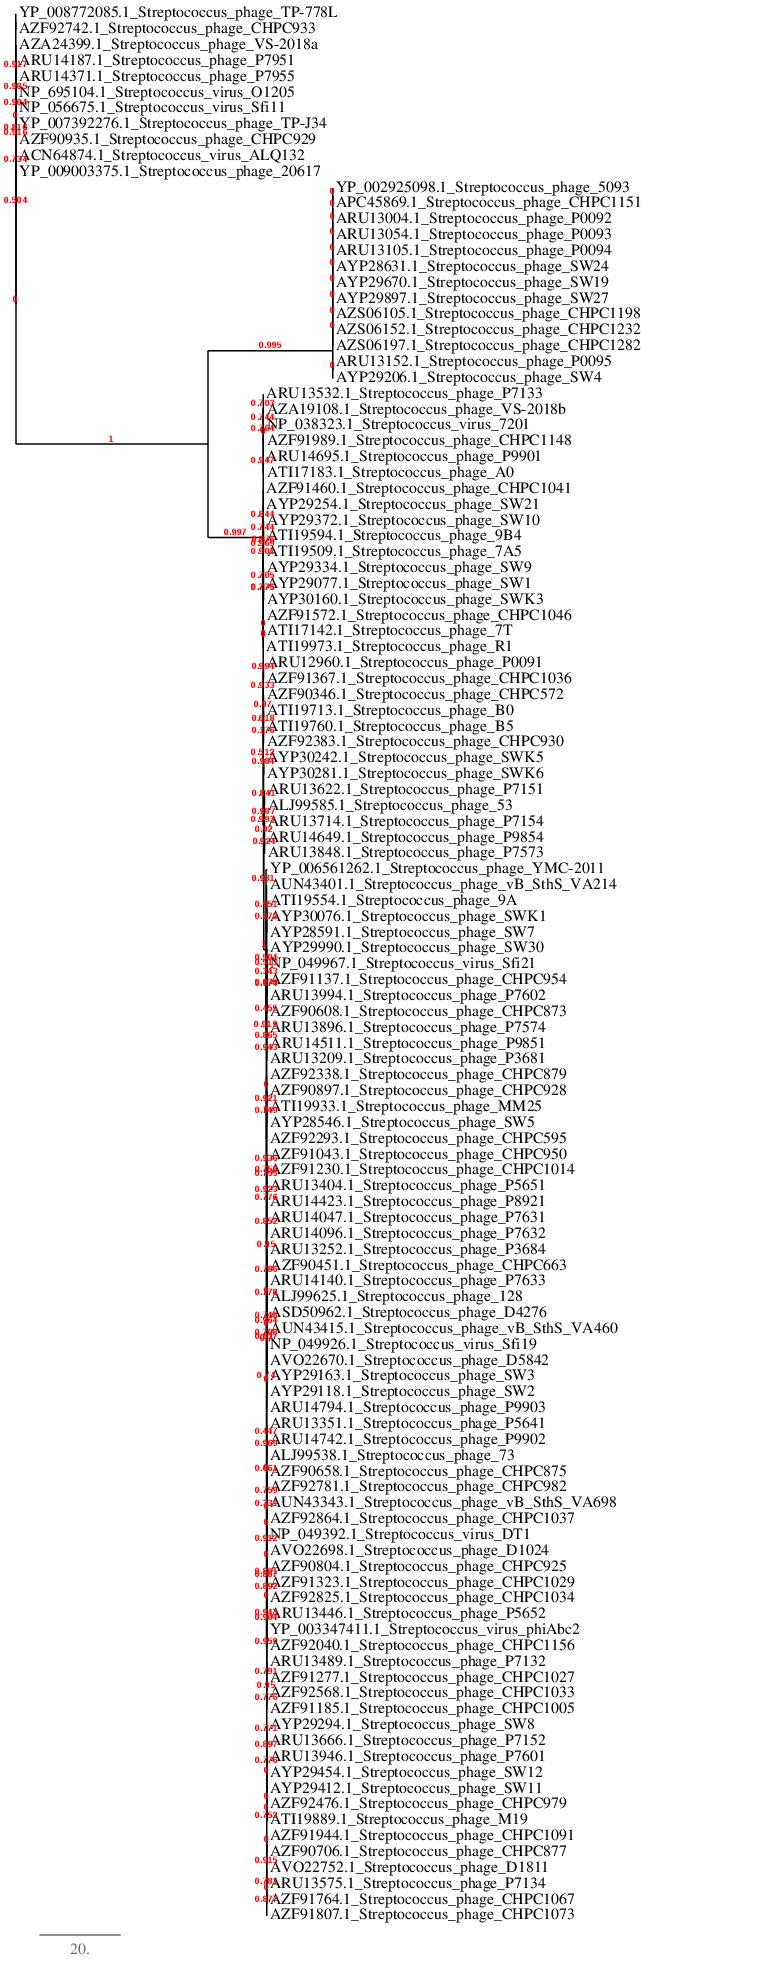 YP_008772085.1_Streptococcus_phage_TP-778L
AZF92742.1_Streptococcus_phage_CHPC933
AZA24399.1_Streptococcus_phage_VS-2018a
ARU14187.1_Streptococcus_phage_P7951
ARU14371.1_Streptococcus_phage_P7955
NP_695104.1_Streptococcus_virus_O1205
NP_056675.1_Streptococcus_virus_Sfi11
YP_007392276.1_Streptococcus_phage_TP-J34
AZF90935.1_Streptococcus_phage_CHPC929
ACN64874.1_Streptococcus_virus_ALQ132
YP_009003375.1_Streptococcus_phage_20617
YP_002925098.1_Streptococcus_phage_5093
0.904
APC45869.1_Streptococcus_phage_CHPC1151
ARU13004.1_Streptococcus_phage_P0092
ARU13054.1_Streptococcus_phage_P0093
ARU13105.1_Streptococcus_phage_P0094
AYP28631.1_Streptococcus_phage_SW24
AYP29670.1_Streptococcus_phage_SW19
AYP29897.1_Streptococcus_phage_SW27
0
AZS06105.1_Streptococcus_phage_CHPC1198
AZS06152.1_Streptococcus_phage_CHPC1232
0.995
AZS06197.1_Streptococcus_phage_CHPC1282
ARU13152.1_Streptococcus_phage_P0095
AYP29206.1_Streptococcus_phage_SW4
ARU13532.1_Streptococcus_phage_P7133
AZA19108.1_Streptococcus_phage_VS-2018b
NP_038323.1_Streptococcus_virus_7201
1
AZF91989.1_Streptococcus_phage_CHPC1148
ARU14695.1_Streptococcus_phage_P9901
ATI17183.1_Streptococcus_phage_A0
AZF91460.1_Streptococcus_phage_CHPC1041
AYP29254.1_Streptococcus_phage_SW21
AYP29372.1_Streptococcus_phage_SW10
0.997
ATI19594.1_Streptococcus_phage_9B4
ATI19509.1_Streptococcus_phage_7A5
AYP29334.1_Streptococcus_phage_SW9
AYP29077.1_Streptococcus_phage_SW1
AYP30160.1_Streptococcus_phage_SWK3
AZF91572.1_Streptococcus_phage_CHPC1046
ATI17142.1_Streptococcus_phage_7T
ATI19973.1_Streptococcus_phage_R1
ARU12960.1_Streptococcus_phage_P0091
AZF91367.1_Streptococcus_phage_CHPC1036
AZF90346.1_Streptococcus_phage_CHPC572
ATI19713.1_Streptococcus_phage_B0
ATI19760.1_Streptococcus_phage_B5
AZF92383.1_Streptococcus_phage_CHPC930
AYP30242.1_Streptococcus_phage_SWK5
AYP30281.1_Streptococcus_phage_SWK6
ARU13622.1_Streptococcus_phage_P7151
ALJ99585.1_Streptococcus_phage_53
ARU13714.1_Streptococcus_phage_P7154
ARU14649.1_Streptococcus_phage_P9854
ARU13848.1_Streptococcus_phage_P7573
YP_006561262.1_Streptococcus_phage_YMC-2011
AUN43401.1_Streptococcus_phage_vB_SthS_VA214
ATI19554.1_Streptococcus_phage_9A
AYP30076.1_Streptococcus_phage_SWK1
AYP28591.1_Streptococcus_phage_SW7
AYP29990.1_Streptococcus_phage_SW30
NP_049967.1_Streptococcus_virus_Sfi21
AZF91137.1_Streptococcus_phage_CHPC954
ARU13994.1_Streptococcus_phage_P7602
AZF90608.1_Streptococcus_phage_CHPC873
ARU13896.1_Streptococcus_phage_P7574
ARU14511.1_Streptococcus_phage_P9851
ARU13209.1_Streptococcus_phage_P3681
AZF92338.1_Streptococcus_phage_CHPC879
AZF90897.1_Streptococcus_phage_CHPC928
ATI19933.1_Streptococcus_phage_MM25
AYP28546.1_Streptococcus_phage_SW5
AZF92293.1_Streptococcus_phage_CHPC595
AZF91043.1_Streptococcus_phage_CHPC950
AZF91230.1_Streptococcus_phage_CHPC1014
ARU13404.1_Streptococcus_phage_P5651
ARU14423.1_Streptococcus_phage_P8921
ARU14047.1_Streptococcus_phage_P7631
ARU14096.1_Streptococcus_phage_P7632
ARU13252.1_Streptococcus_phage_P3684
AZF90451.1_Streptococcus_phage_CHPC663
ARU14140.1_Streptococcus_phage_P7633
ALJ99625.1_Streptococcus_phage_128
ASD50962.1_Streptococcus_phage_D4276
AUN43415.1_Streptococcus_phage_vB_SthS_VA460
NP_049926.1_Streptococcus_virus_Sfi19
AVO22670.1_Streptococcus_phage_D5842
AYP29163.1_Streptococcus_phage_SW3
AYP29118.1_Streptococcus_phage_SW2
ARU14794.1_Streptococcus_phage_P9903
ARU13351.1_Streptococcus_phage_P5641
ARU14742.1_Streptococcus_phage_P9902
ALJ99538.1_Streptococcus_phage_73
AZF90658.1_Streptococcus_phage_CHPC875
AZF92781.1_Streptococcus_phage_CHPC982
AUN43343.1_Streptococcus_phage_vB_SthS_VA698
AZF92864.1_Streptococcus_phage_CHPC1037
NP_049392.1_Streptococcus_virus_DT1
AVO22698.1_Streptococcus_phage_D1024
AZF90804.1_Streptococcus_phage_CHPC925
AZF91323.1_Streptococcus_phage_CHPC1029
AZF92825.1_Streptococcus_phage_CHPC1034
ARU13446.1_Streptococcus_phage_P5652
YP_003347411.1_Streptococcus_virus_phiAbc2
AZF92040.1_Streptococcus_phage_CHPC1156
ARU13489.1_Streptococcus_phage_P7132
AZF91277.1_Streptococcus_phage_CHPC1027
AZF92568.1_Streptococcus_phage_CHPC1033
AZF91185.1_Streptococcus_phage_CHPC1005
AYP29294.1_Streptococcus_phage_SW8
ARU13666.1_Streptococcus_phage_P7152
ARU13946.1_Streptococcus_phage_P7601
AYP29454.1_Streptococcus_phage_SW12
AYP29412.1_Streptococcus_phage_SW11
AZF92476.1_Streptococcus_phage_CHPC979
ATI19889.1_Streptococcus_phage_M19
AZF91944.1_Streptococcus_phage_CHPC1091
AZF90706.1_Streptococcus_phage_CHPC877
AVO22752.1_Streptococcus_phage_D1811
ARU13575.1_Streptococcus_phage_P7134
AZF91764.1_Streptococcus_phage_CHPC1067
AZF91807.1_Streptococcus_phage_CHPC1073
20.